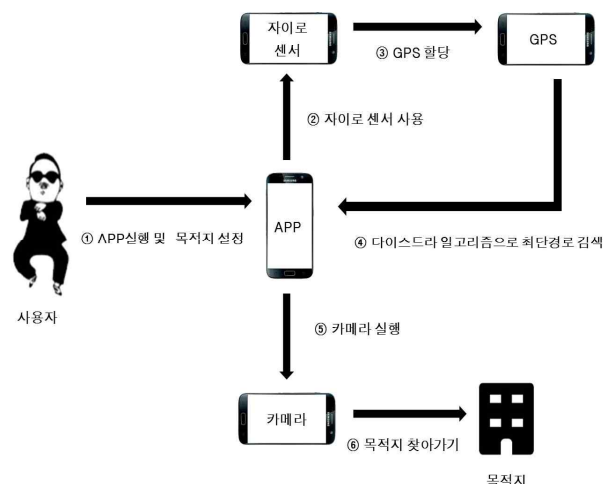 자이로
센서
GPS
③ GPS 할당
② 자이로 센서 사용
APP
① APP실행 및 목적지 설정
④ 다이스드라 일고리즘으로 최단경로 검색
사용자
⑤ 카메라 실행
카메라
⑥ 목적지 찾아가기
목적지